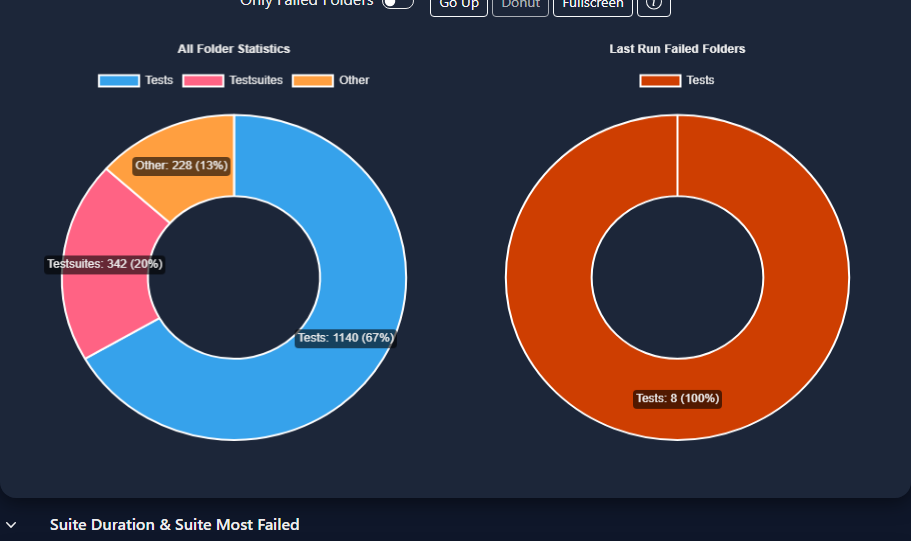 Only Failed Folders
Go Up
Donut
Fullscreen
All Folder Statistics
Tests
Testsuites
Other
Other: 228 (13%)
Testsuites: 342 (20%)
Tests: 1140 (67%)
Last Run Failed Folders
Tests
Tests: 8 (100%)
Suite Duration & Suite Most Failed